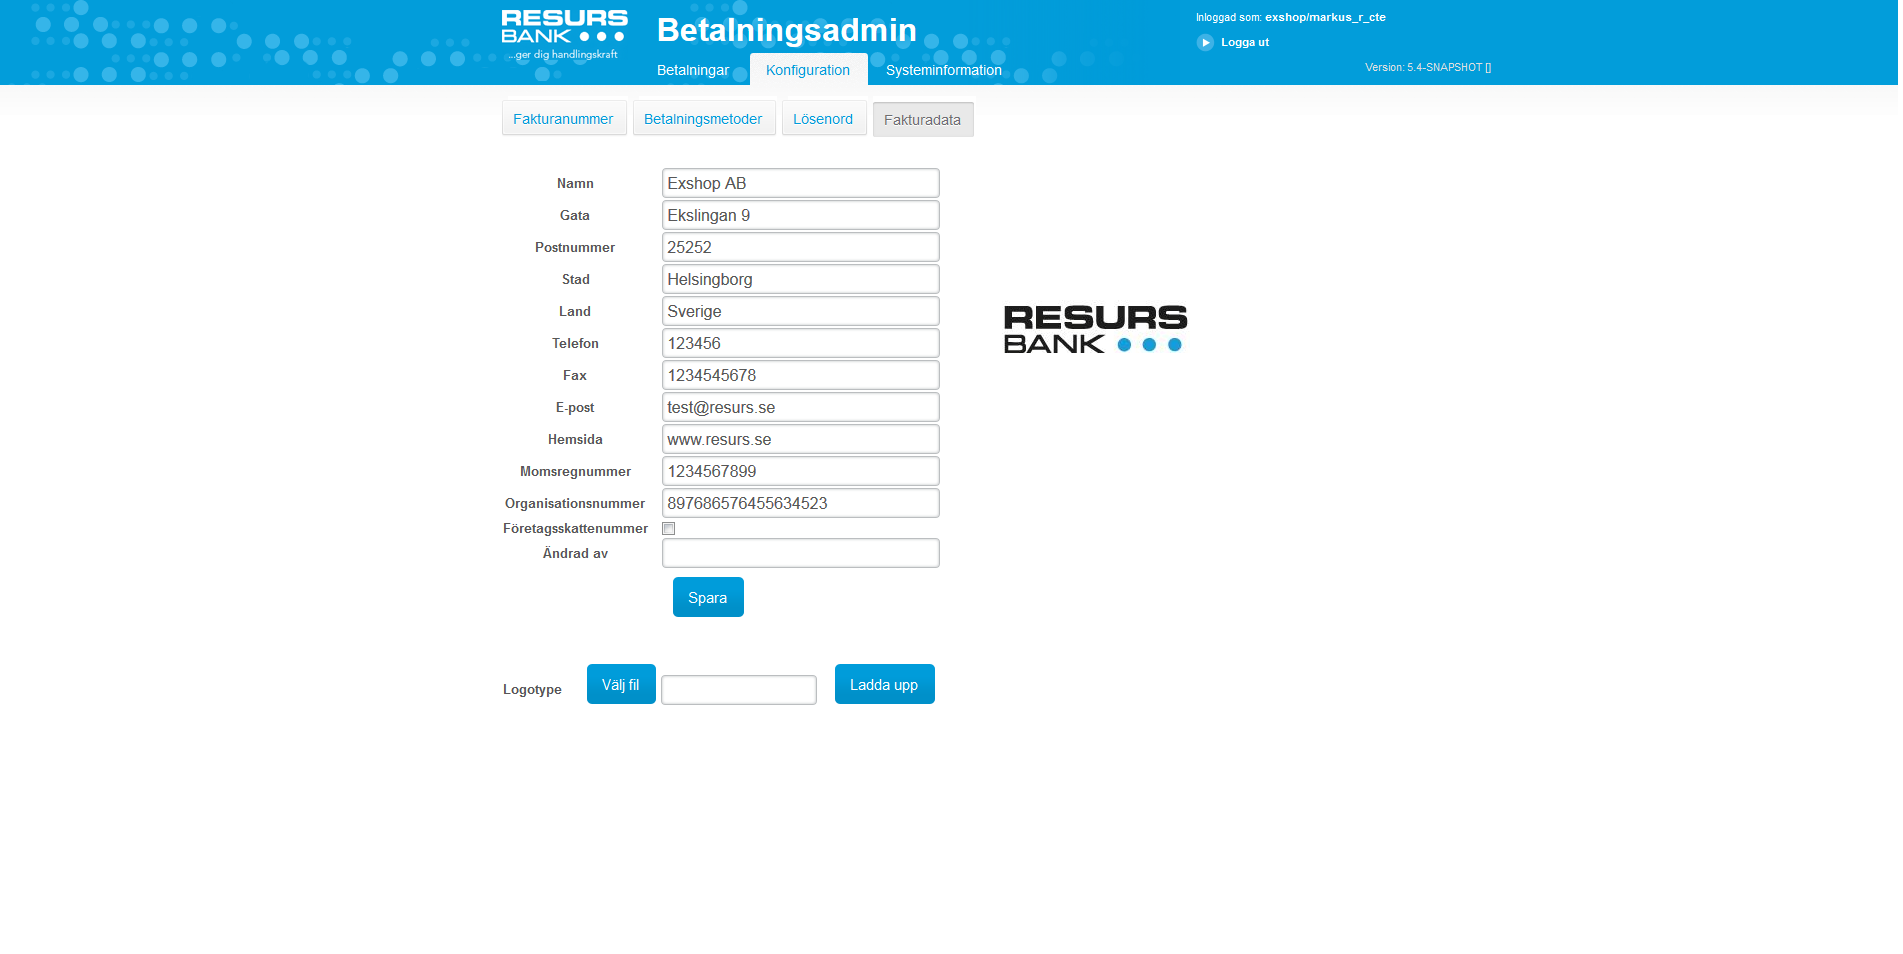 RESURS
BANK
...ger dig handlingskraft
Betalningsadmin
Inloggad som: exshop/markus_r_cte
Logga ut
Betalningar Konfiguration Systeminformation
Version: 5.4-SNAPSHOT []
Fakturanummer Betalningsmetoder Lösenord Fakturadata
Namn Exshop AB
Gata Ekslingan 9
Postnummer 25252
Stad Helsingborg
Land Sverige
Telefon 123456
Fax 1234545678
E-post test@resurs.se
Hemsida www.resurs.se
Momsregnummer 1234567899
Organisationsnummer 897686576455634523
Företagsskattenummer
Ändrad av
Spara
RESURS
BANK
Logotype Välj fil Ladda upp